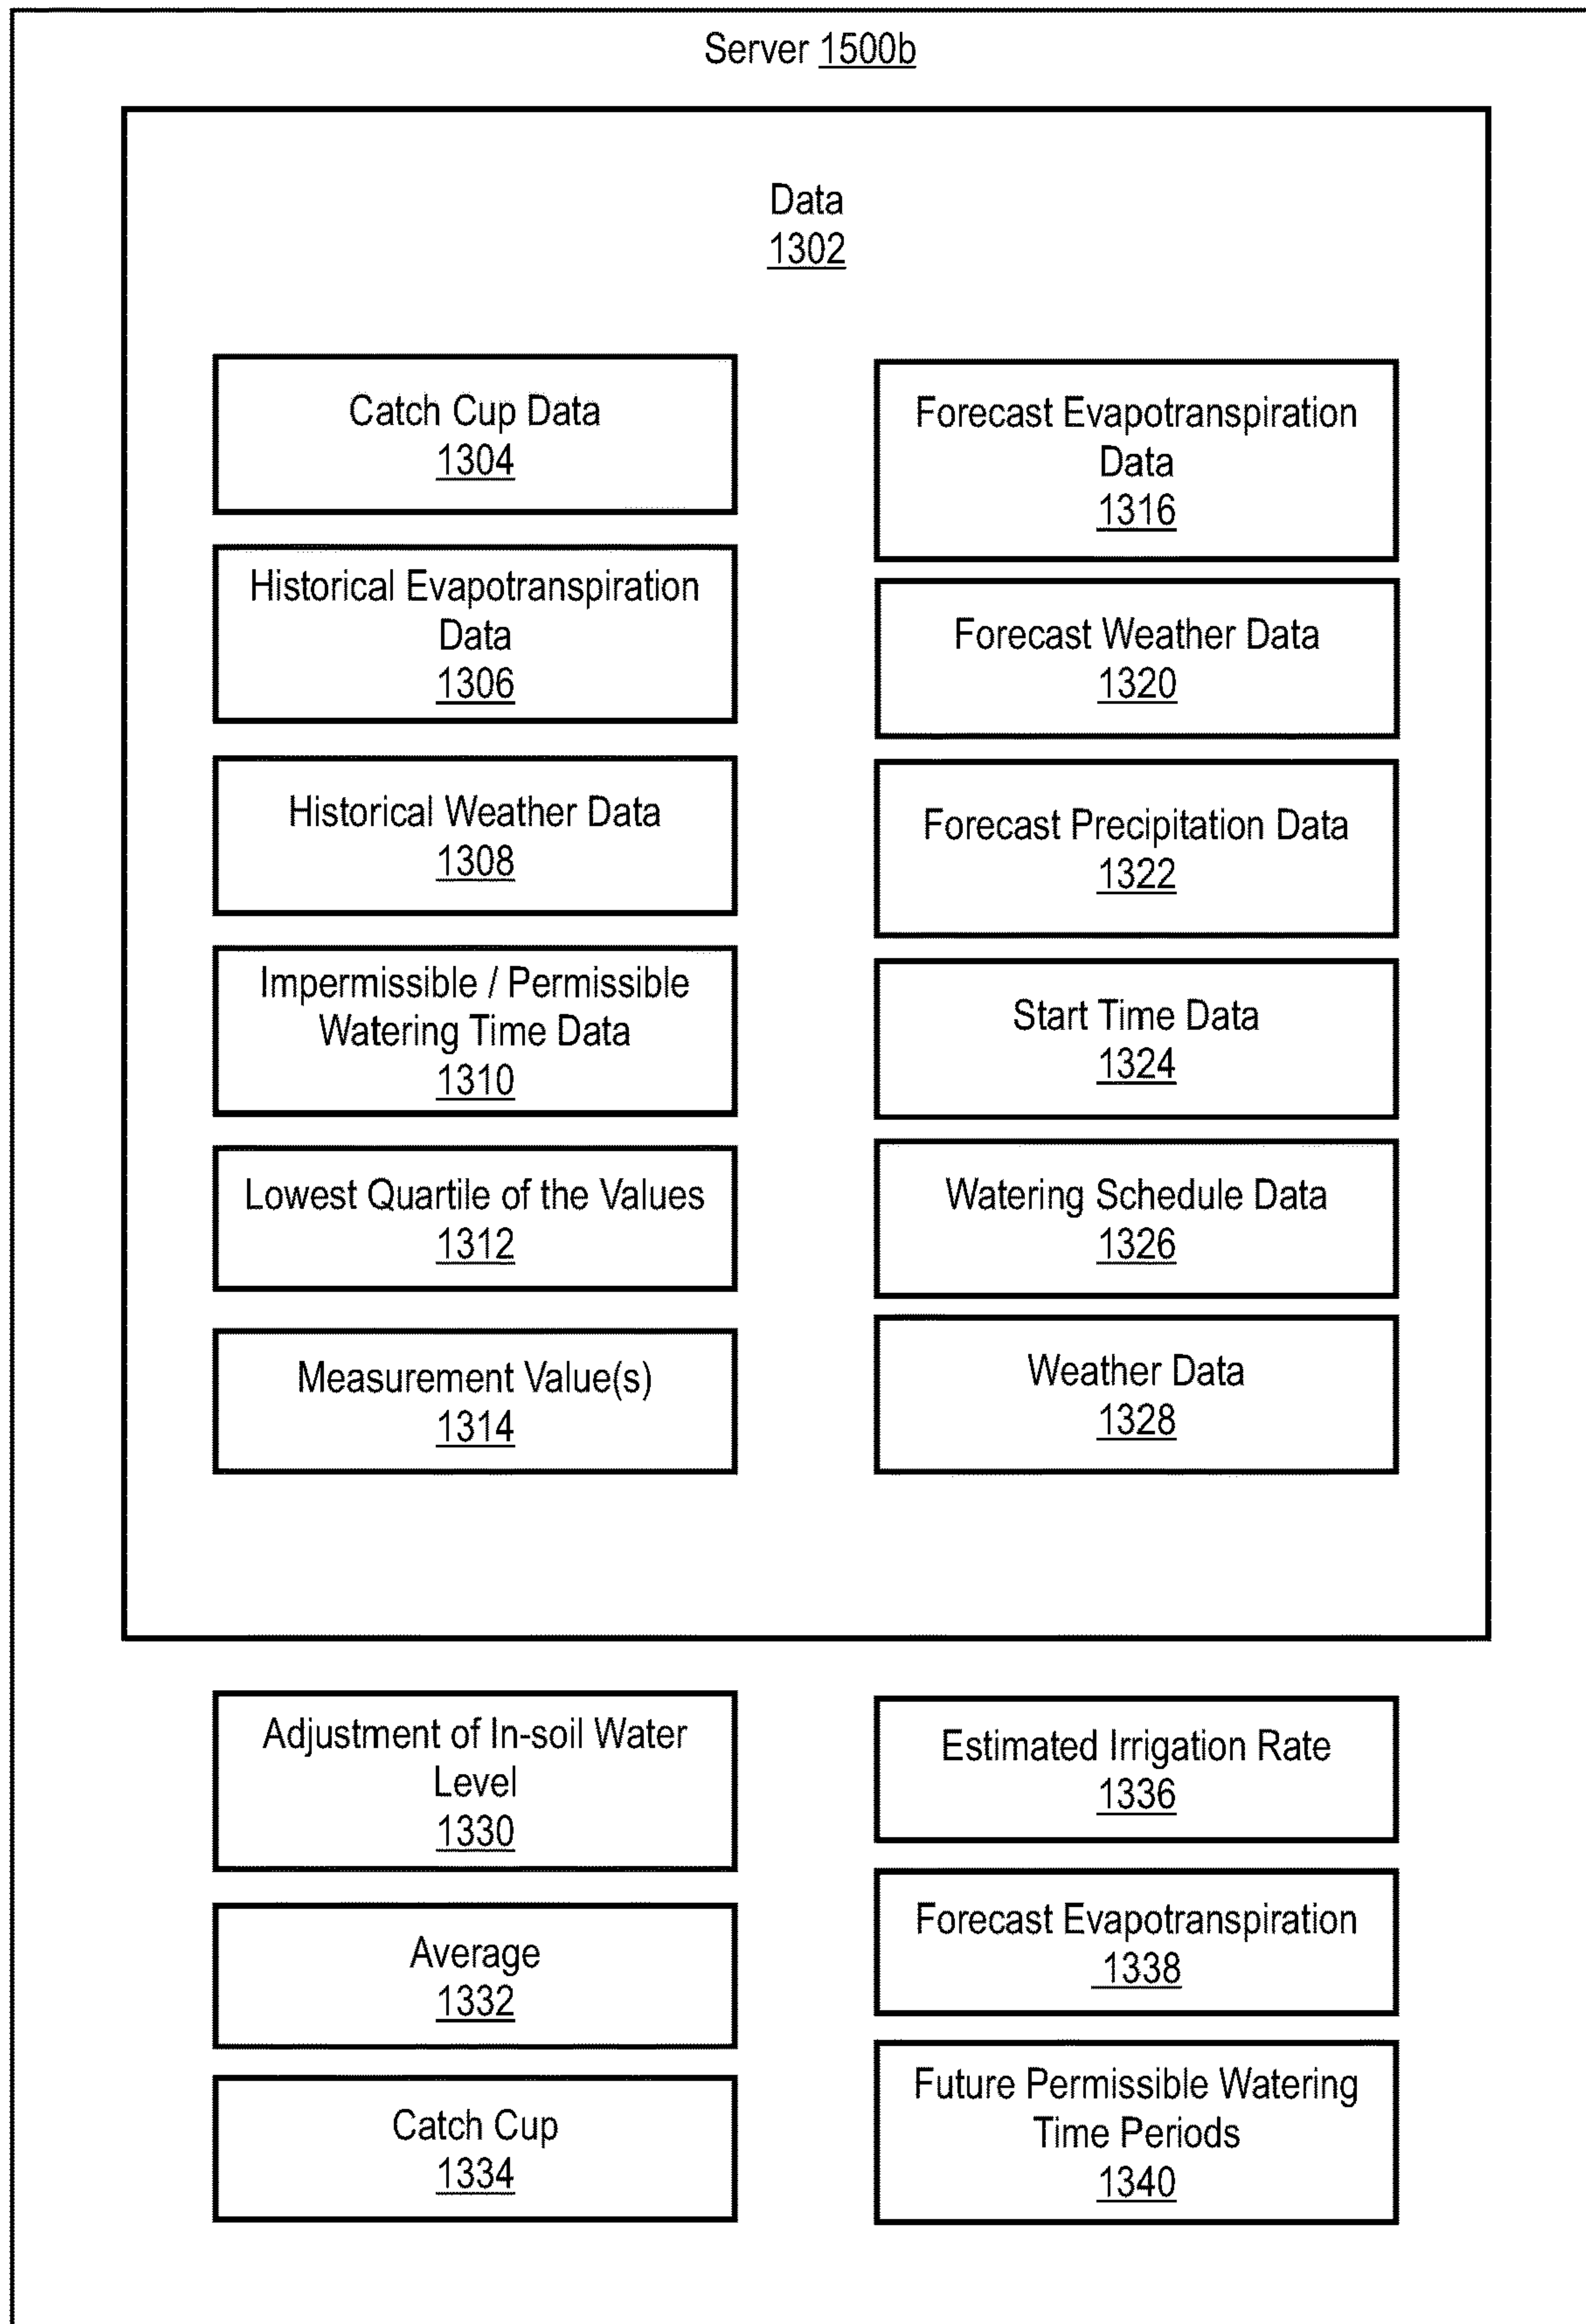 Server 1500b
Data
1302
Catch Cup Data
1304
Historical Evapotranspiration
Data
1306
Historical Weather Data
1308
Impermissible / Permissible
Watering Time Data
1310
Lowest Quartile of the Values
1312
Measurement Value(s)
1314
Forecast Evapotranspiration
Data
1316
Forecast Weather Data
1320
Forecast Precipitation Data
1322
Start Time Data
1324
Watering Schedule Data
1326
Weather Data
1328
Adjustment of In-soil Water
Level
1330
Average
1332
Catch Cup
1334
Estimated Irrigation Rate
1336
Forecast Evapotranspiration
1338
Future Permissible Watering
Time Periods
1340